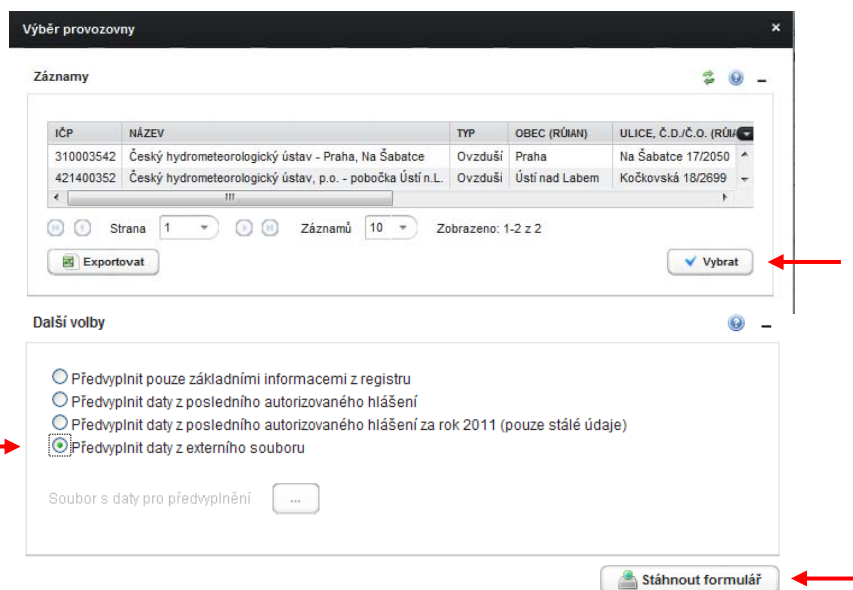 Výběr provozovny ×
Záznamy
IČP NÁZEV TYP OBEC (RÚIAN) ULICE, Č.D./Č.O. (RÚIA
310003542 Český hydrometeorologický ústav - Praha, Na Šabatce Ovzduší Praha Na Šabatce 17/2050
421400352 Český hydrometeorologický ústav, p.o. - pobočka Ústí n.L. Ovzduší Ústí nad Labem Kočkovská 18/2699
Strana 1 Záznamů 10 Zobrazeno: 1-2 z 2
Exportovat Vybrat
Další volby
Předvyplnit pouze základními informacemi z registru
Předvyplnit daty z posledního autorizovaného hlášení
Předvyplnit daty z posledního autorizovaného hlášení za rok 2011 (pouze stálé údaje)
Předvyplnit daty z externího souboru
Soubor s daty pro předvyplnění ...
Stáhnout formulář